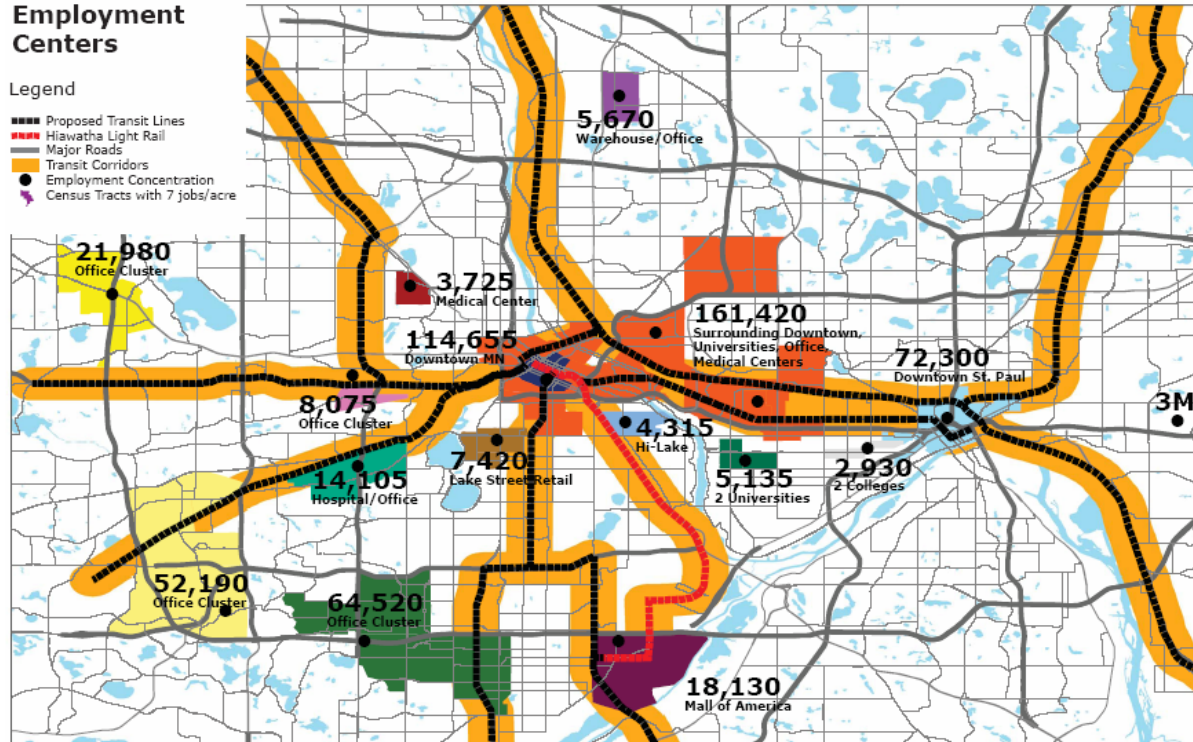 Employment
Centers
Legend
Proposed Transit Lines
Hiawatha Light Rail
Major Roads
Transit Corridors
Employment Concentration
Census Tracts with 7 jobs/acre
5,670
Warehouse/Office
21,980
Office Cluster
3,725
Medical Center
114,655
Downtown MN
161,420
Surrounding Downtown,
Universities, Office,
Medical Centers
72,300
Downtown St. Paul
3M
8,075
Office Cluster
4,315
Hi-Lake
7,420
Lake Street Retail
14,105
Hospital/Office
5,135
2 Universities
2,930
2 Colleges
52,190
Office Cluster
64,520
Office Cluster
18,130
Mall of America